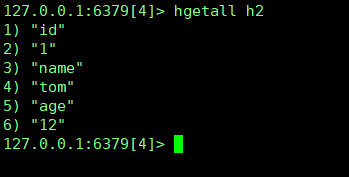 127.0.0.1:6379[4]> hgetall h2
1) "id"
2) "1"
3) "name"
4) "tom"
5) "age"
6) "12"
127.0.0.1:6379[4]>